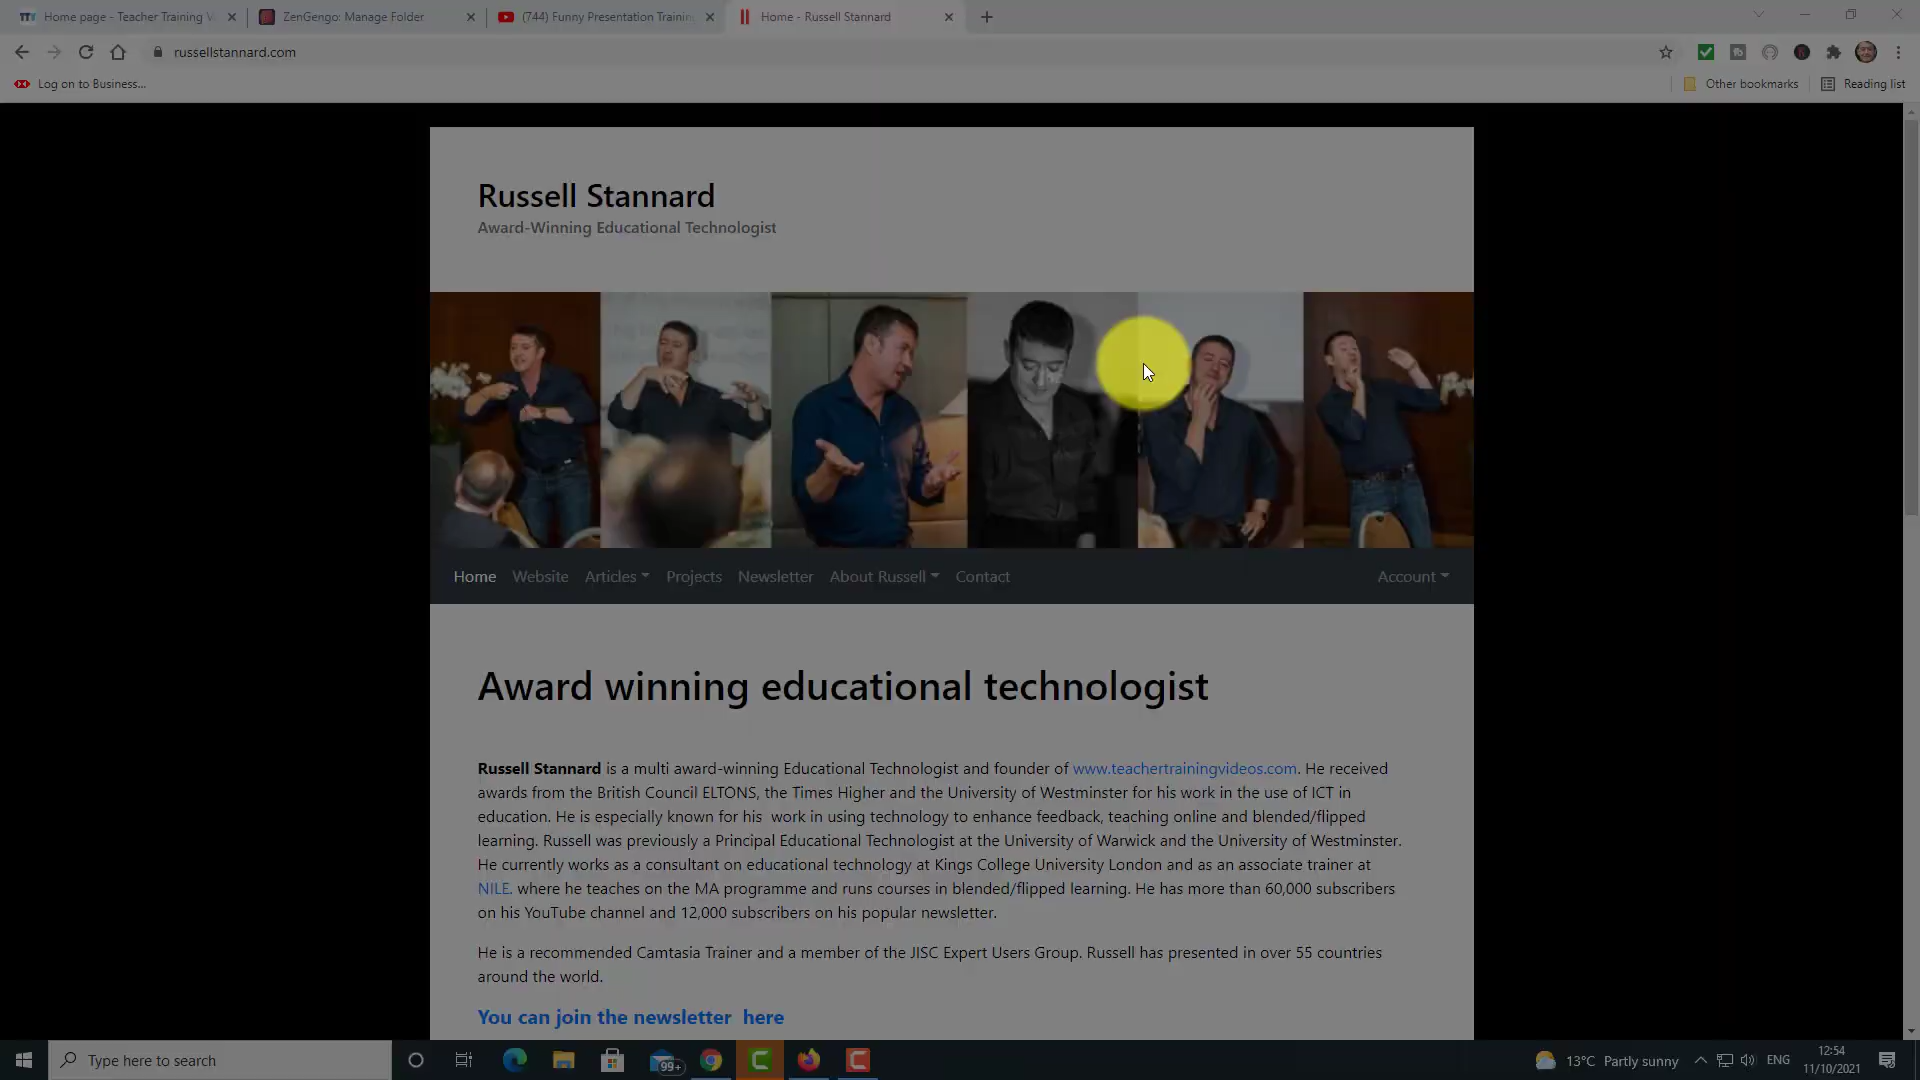 Home page - Teacher Training V
ZenGengo: Manage Folder
(744) Funny Presentation Trainin
Home - Russell Stannard
russellstannard.com
Log on to Business...
Other bookmarks
Reading list
Russell Stannard
Award-Winning Educational Technologist
Home Website Articles Projects Newsletter About Russell Contact Account
Award winning educational technologist
Russell Stannard is a multi award-winning Educational Technologist and founder of www.teachertrainingvideos.com. He received
awards from the British Council ELTONS, the Times Higher and the University of Westminster for his work in the use of ICT in
education. He is especially known for his work in using technology to enhance feedback, teaching online and blended/flipped
learning. Russell was previously a Principal Educational Technologist at the University of Warwick and the University of Westminster.
He currently works as a consultant on educational technology at Kings College University London and as an associate trainer at
NILE. where he teaches on the MA programme and runs courses in blended/flipped learning. He has more than 60,000 subscribers
on his YouTube channel and 12,000 subscribers on his popular newsletter.
He is a recommended Camtasia Trainer and a member of the JISC Expert Users Group. Russell has presented in over 55 countries
around the world.
You can join the newsletter here
Type here to search
99+
13°C Partly sunny
ENG
12:54
11/10/2021